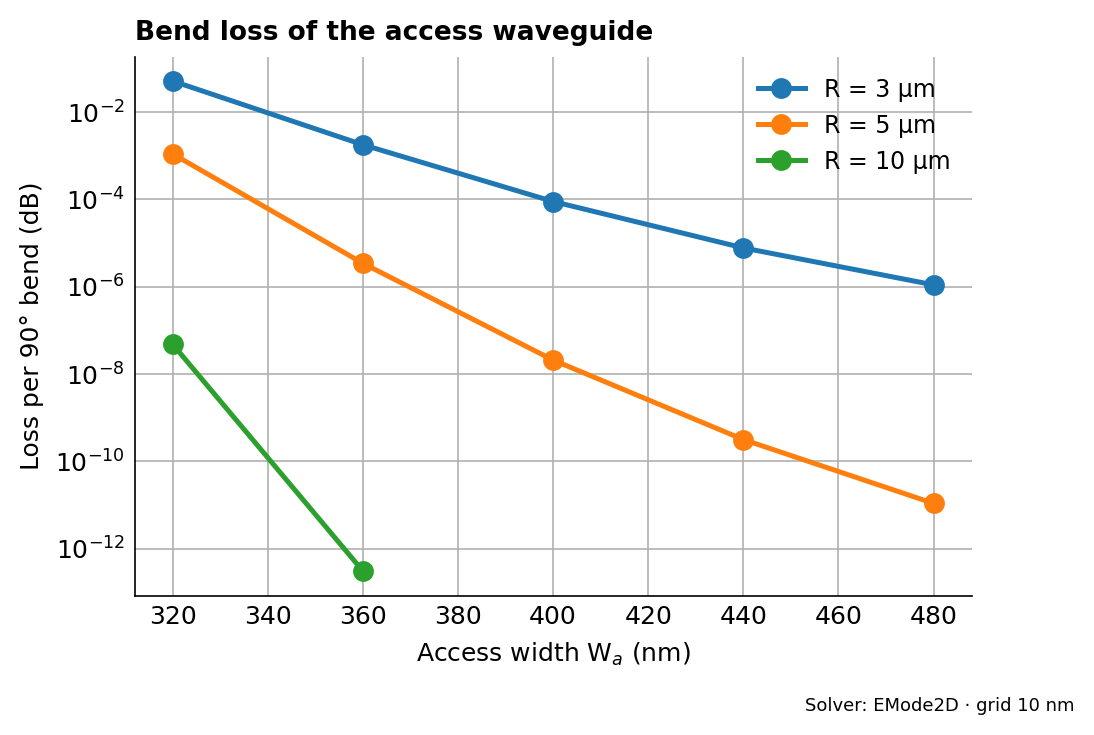 Bend loss of the access waveguide
R = 3 μm
R = 5 μm
R = 10 μm
Loss per 90° bend (dB)
10⁻²
10⁻⁴
10⁻⁶
10⁻⁸
10⁻¹⁰
10⁻¹²
320 340 360 380 400 420 440 460 480
Access width Wₐ (nm)
Solver: EMode2D · grid 10 nm